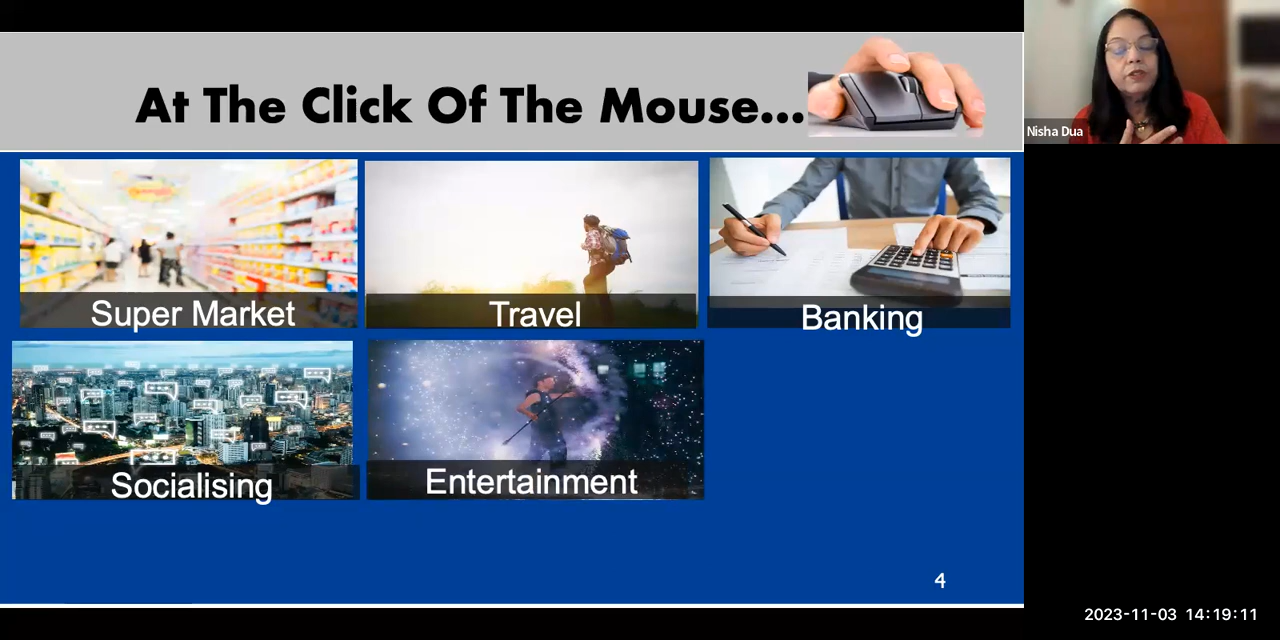 At The Click Of The Mouse...
Nisha Dua
Super Market
Travel
Banking
Socialising
Entertainment
4
2023-11-03 14:19:11